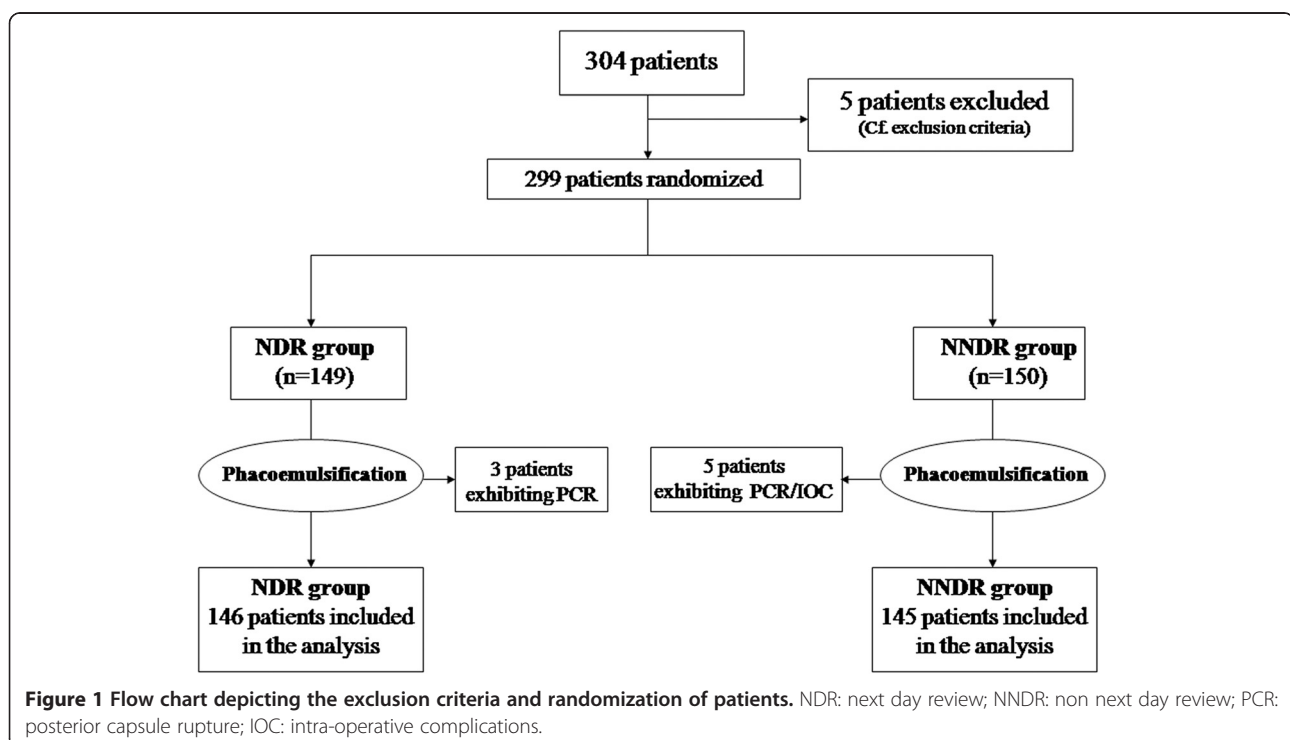 304 patients
5 patients excluded
(Cf. exclusion criteria)
299 patients randomized
NDR group
(n=149)
NNDR group
(n=150)
Phacoemulsification
3 patients
exhibiting PCR
5 patients
exhibiting PCR/IOC
Phacoemulsification
NDR group
146 patients included
in the analysis
NNDR group
145 patients included
in the analysis
Figure 1 Flow chart depicting the exclusion criteria and randomization of patients. NDR: next day review; NNDR: non next day review; PCR:
posterior capsule rupture; IOC: intra-operative complications.